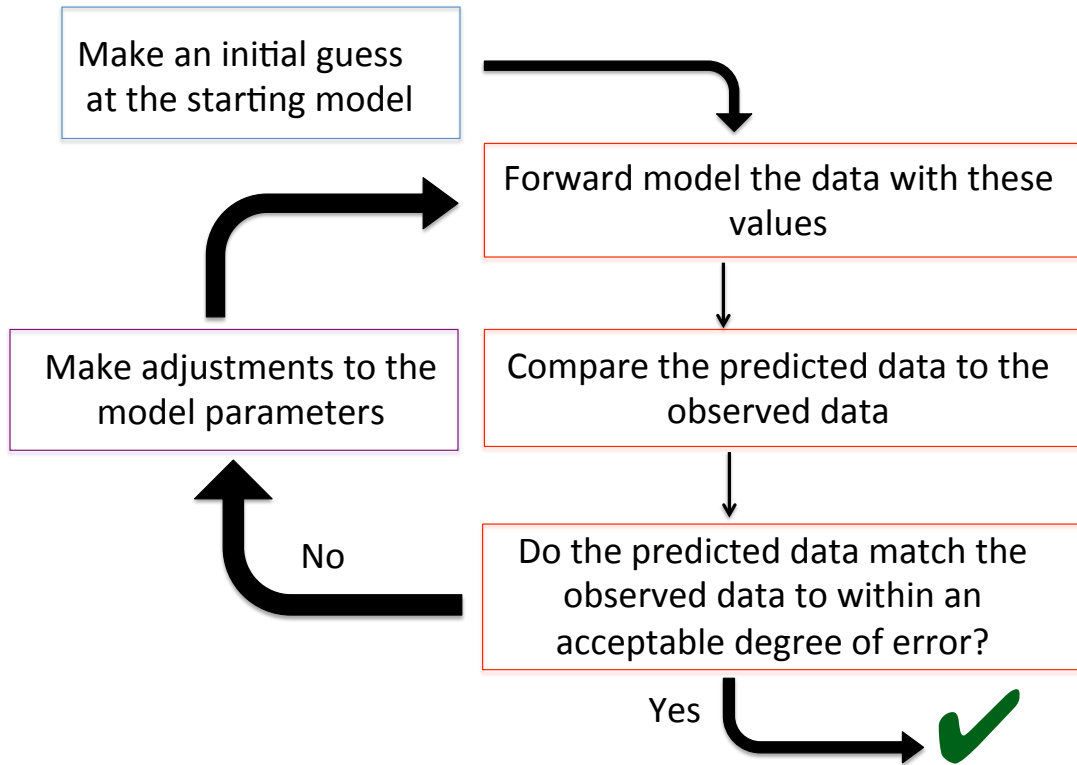 Make an initial guess
at the starting model
Forward model the data with these
values
Make adjustments to the
model parameters
Compare the predicted data to the
observed data
No
Do the predicted data match the
observed data to within an
acceptable degree of error?
Yes